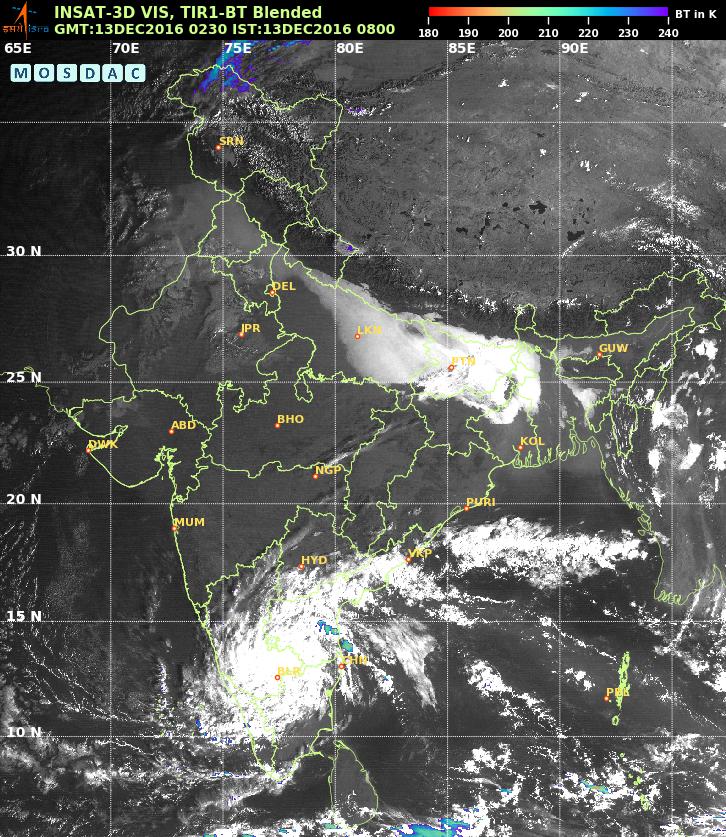 INSAT-3D VIS, TIR1-BT Blended
GMT:13DEC2016 0230 IST:13DEC2016 0800
BT in K
180 190 200 210 220 230 240
65E 70E 75E 80E 85E 90E
MOSDAC
SRN
30 N
DEL
JPR
LKN
PTN
GUW
25 N
ABD
BHO
DWK
KOL
NGP
20 N
PURI
MUM
VKP
HYD
15 N
CHN
BLR
PBL
10 N